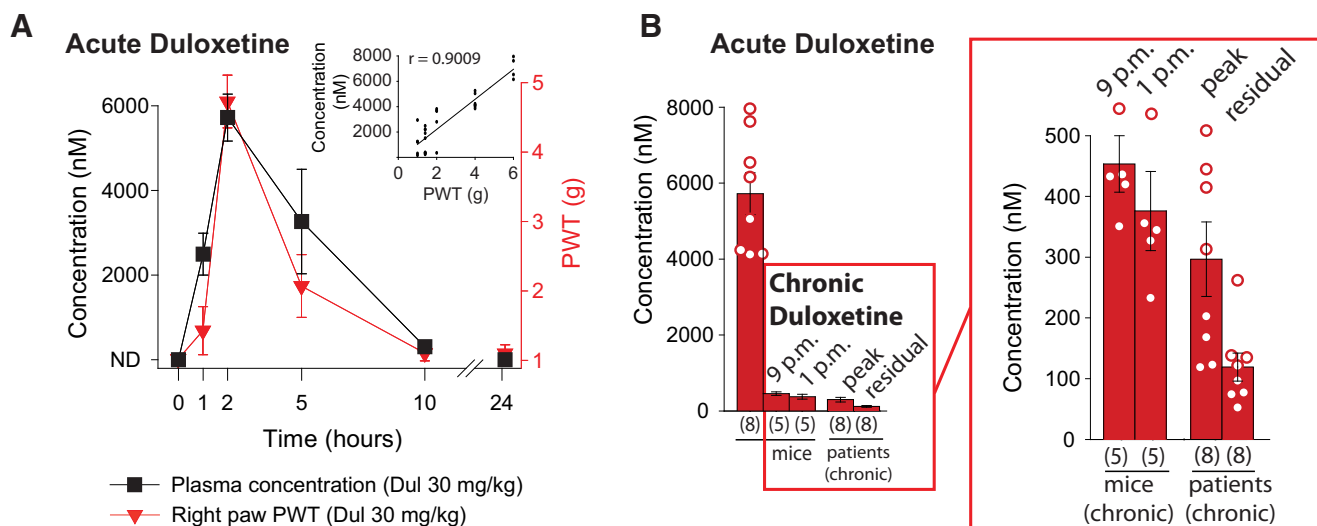 A
Acute Duloxetine
Concentration (nM)
6000
4000
2000
ND
0 1 2 5 10 24
Time (hours)
5
4
3
2
1
PWT (g)
r = 0.9009
Concentration
(nM)
8000
6000
4000
2000
0 2 4 6
PWT (g)
Plasma concentration (Dul 30 mg/kg)
Right paw PWT (Dul 30 mg/kg)
B
Acute Duloxetine
Concentration (nM)
8000
6000
4000
2000
0
Chronic
Duloxetine
9 p.m.
1 p.m.
peak
residual
(8) (5) (5) (8) (8)
mice
patients
(chronic)
9 p.m.
1 p.m.
peak
residual
Concentration (nM)
500
400
300
200
100
0
(5) (5) (8) (8)
mice
(chronic)
patients
(chronic)